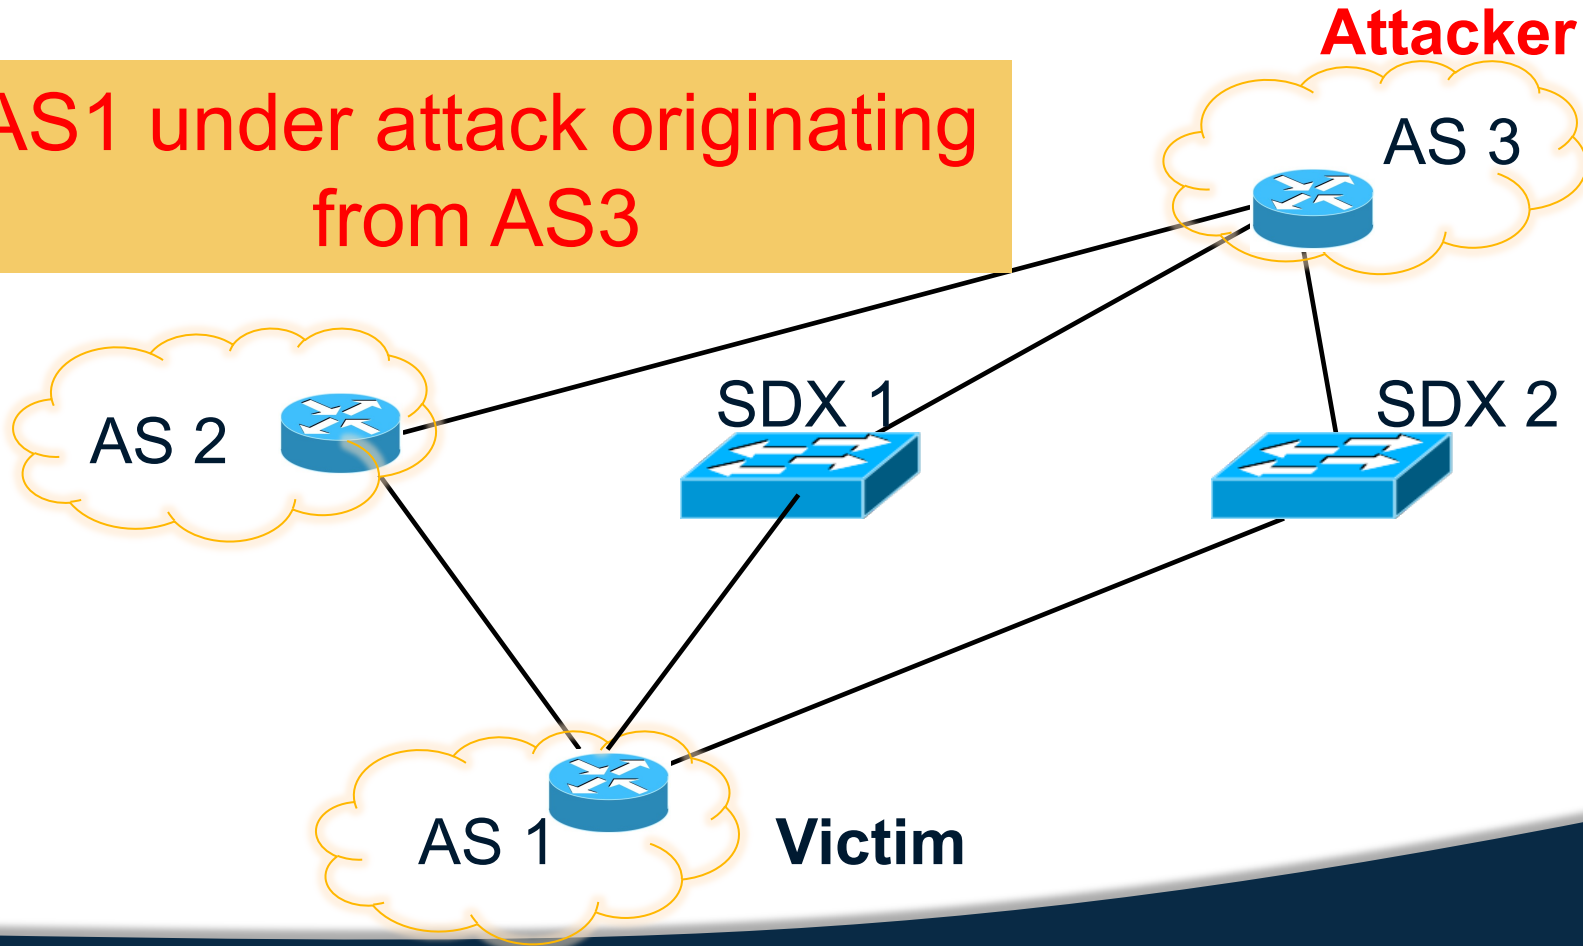 Attacker
AS1 under attack originating
from AS3
AS 3
SDX 1
SDX 2
AS 2
AS 1
Victim